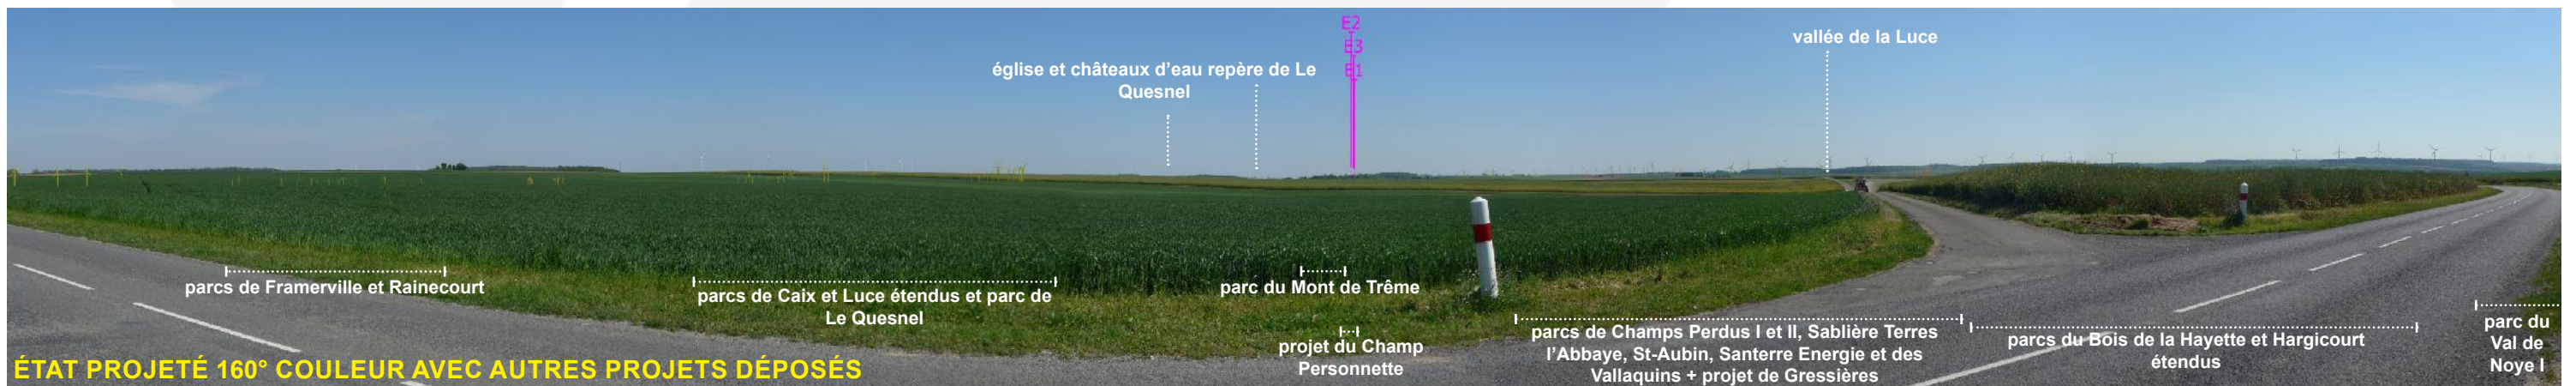 E2
E3
E1
vallée de la Luce
église et châteaux d’eau repère de Le
Quesnel
parcs de Framerville et Rainecourt
parcs de Caix et Luce étendus et parc de
Le Quesnel
parc du Mont de Trême
projet du Champ
Personnette
parcs de Champs Perdus I et II, Sablière Terres
l’Abbaye, St-Aubin, Santerre Energie et des
Vallaquins + projet de Gressières
parcs du Bois de la Hayette et Hargicourt
étendus
parc du
Val de
Noye I
ÉTAT PROJETÉ 160° COULEUR AVEC AUTRES PROJETS DÉPOSÉS